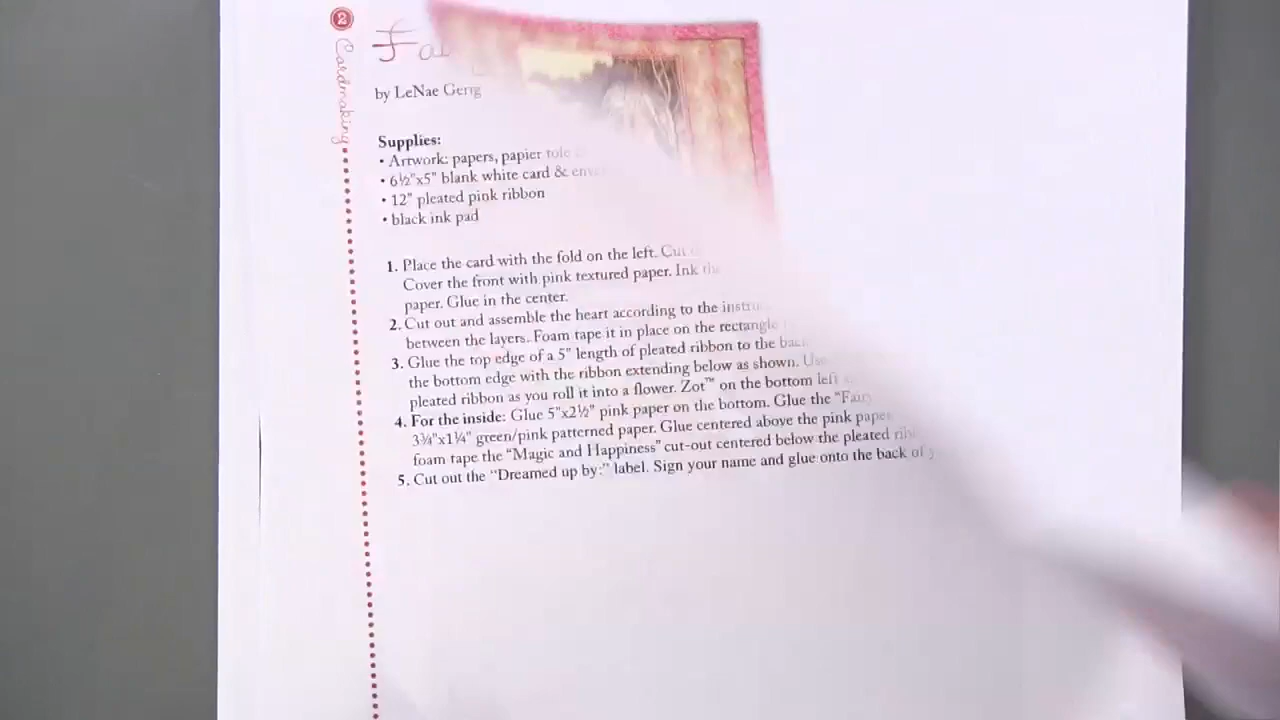 2
Cardmaking
Fai
by LeNae Gerig
Supplies:
• Artwork: papers, papier tole
• 6½"x5" blank white card & enve
• 12" pleated pink ribbon
• black ink pad
1. Place the card with the fold on the left. Cut
Cover the front with pink textured paper. Ink the
paper. Glue in the center.
2. Cut out and assemble the heart according to the instruc
between the layers. Foam tape it in place on the rectangle
3. Glue the top edge of a 5" length of pleated ribbon to the back
the bottom edge with the ribbon extending below as shown. Use
pleated ribbon as you roll it into a flower. Zot™ on the bottom left
4. For the inside: Glue 5"x2½" pink paper on the bottom. Glue the "Fairy
3¾"x1¼" green/pink patterned paper. Glue centered above the pink paper
foam tape the "Magic and Happiness" cut-out centered below the pleated rib
5. Cut out the "Dreamed up by:" label. Sign your name and glue onto the back of